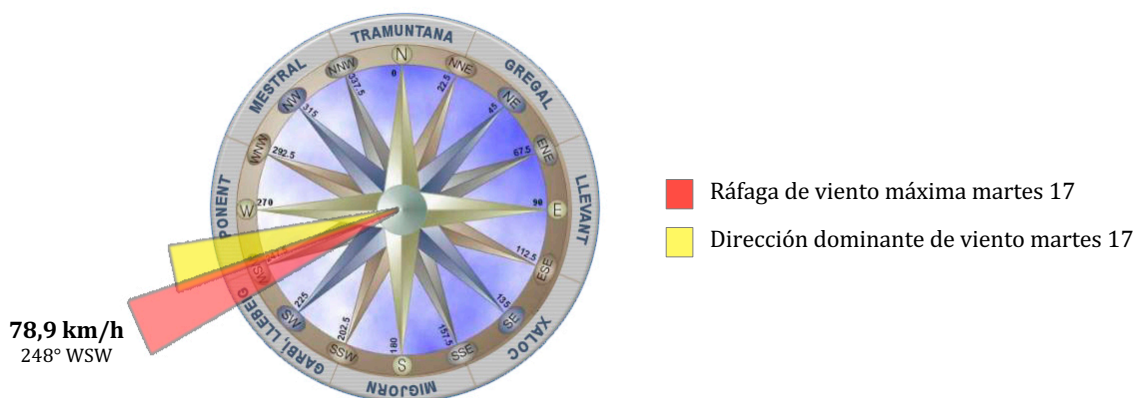 TRAMUNTANA
GREGAL
LLEVANT
XALOC
MIGJORN
GARBÍ, LLEBEIG
PONENT
MESTRAL
N
NNE
NE
ENE
E
ESE
SE
SSE
S
SSW
SW
W
WNW
NW
NNW
0
22.5
45
67.5
90
112.5
135
157.5
180
202.5
225
270
292.5
315
337.5
78,9 km/h
248° WSW
Ráfaga de viento máxima martes 17
Dirección dominante de viento martes 17